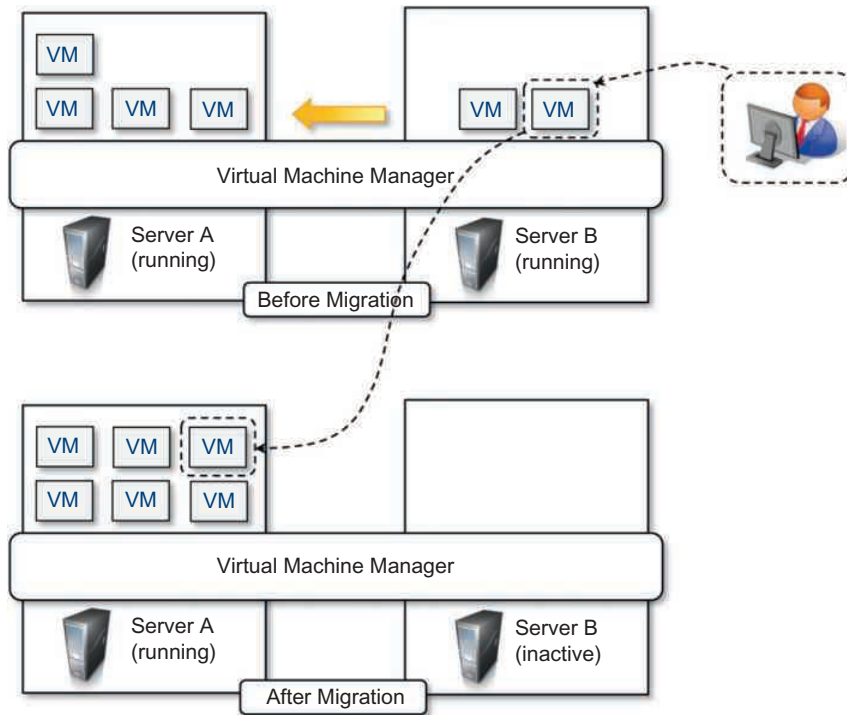 VM
VM VM VM VM VM
Virtual Machine Manager
Server A
(running)
Server B
(running)
Before Migration
VM VM VM
VM VM VM
Virtual Machine Manager
Server A
(running)
Server B
(inactive)
After Migration